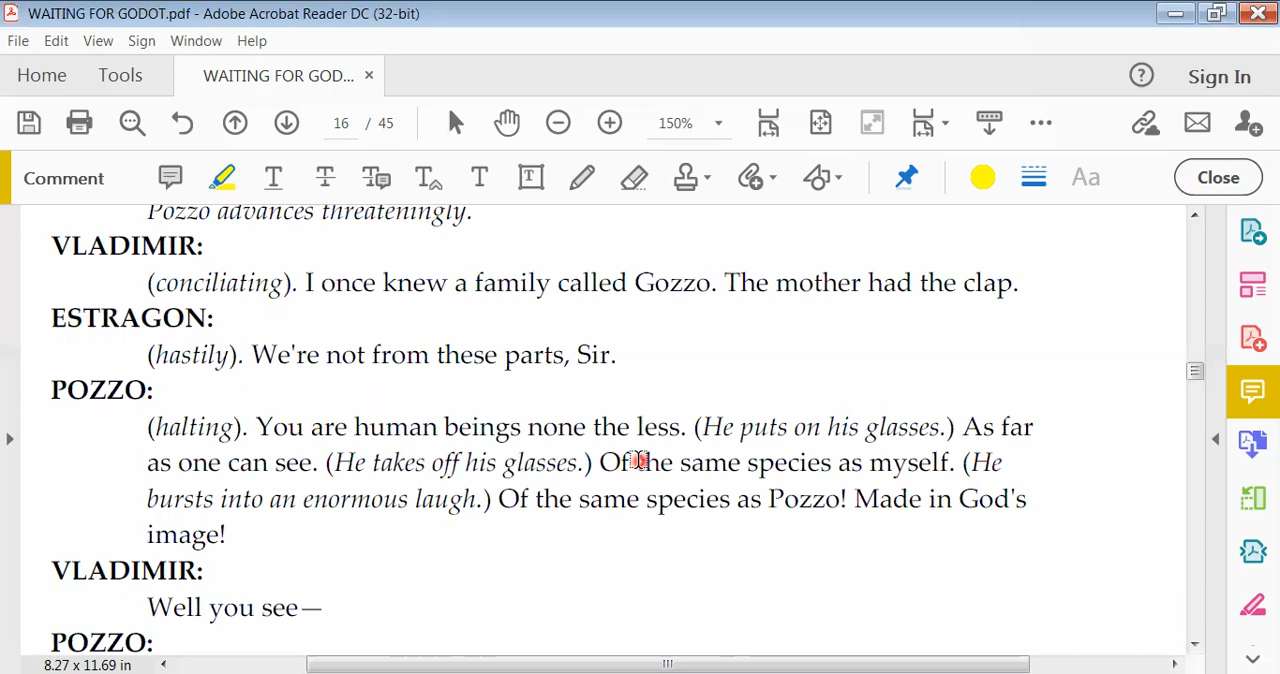 WAITING FOR GODOT.pdf - Adobe Acrobat Reader DC (32-bit)
File Edit View Sign Window Help
Home Tools WAITING FOR GOD... × Sign In
16 / 45 150%
Comment Aa Close
Pozzo advances threateningly.
VLADIMIR:
(conciliating). I once knew a family called Gozzo. The mother had the clap.
ESTRAGON:
(hastily). We're not from these parts, Sir.
POZZO:
(halting). You are human beings none the less. (He puts on his glasses.) As far
as one can see. (He takes off his glasses.) Of the same species as myself. (He
bursts into an enormous laugh.) Of the same species as Pozzo! Made in God's
image!
VLADIMIR:
Well you see—
POZZO:
8.27 x 11.69 in